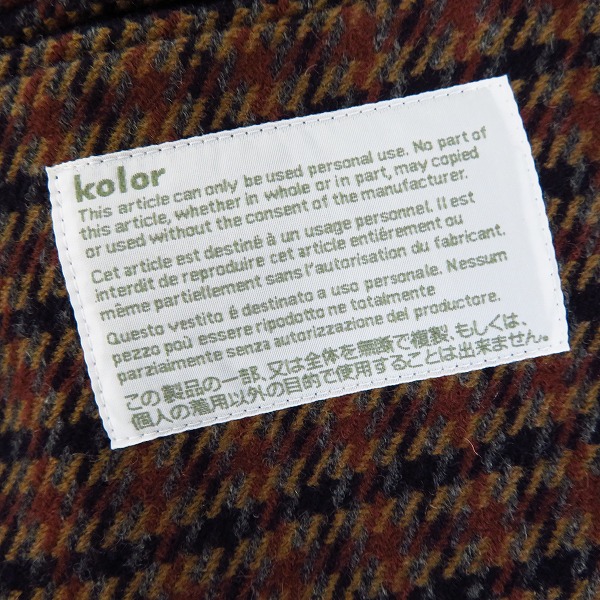 kolor
This article can only be used personal use. No part of
this article, whether in whole or in part, may copied
or used without the consent of the manufacturer.
Cet article est destiné à un usage personnel. Il est
interdit de reproduire cet article entiérement ou
même partiellement sans l'autorisation du fabricant.
Questo vestito é destinato a uso personale. Nessum
pezzo poù essere ripodotto ne totalmente
parzialmente senza autorizzazione del productore.
この製品の一部、又は全体を無断で複製、もしくは、
個人の着用以外の目的で使用することは出来ません。